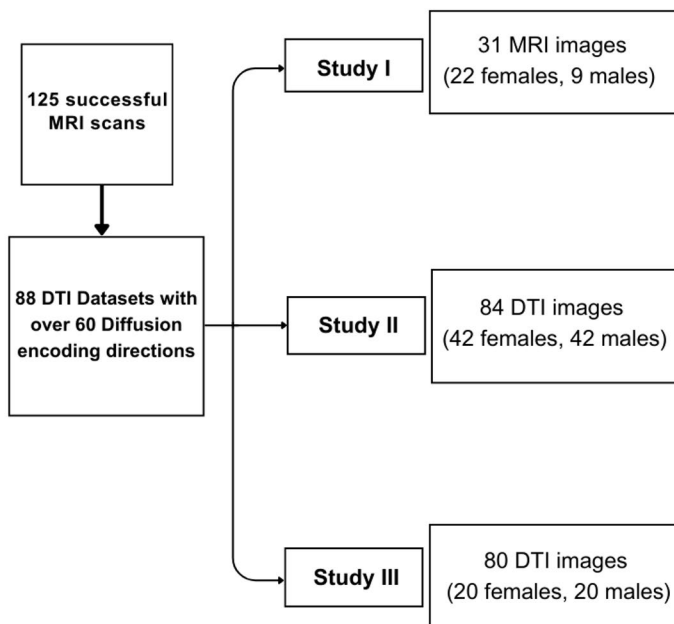 125 successful
MRI scans
88 DTI Datasets with
over 60 Diffusion
encoding directions
Study I
31 MRI images
(22 females, 9 males)
Study II
84 DTI images
(42 females, 42 males)
Study III
80 DTI images
(20 females, 20 males)